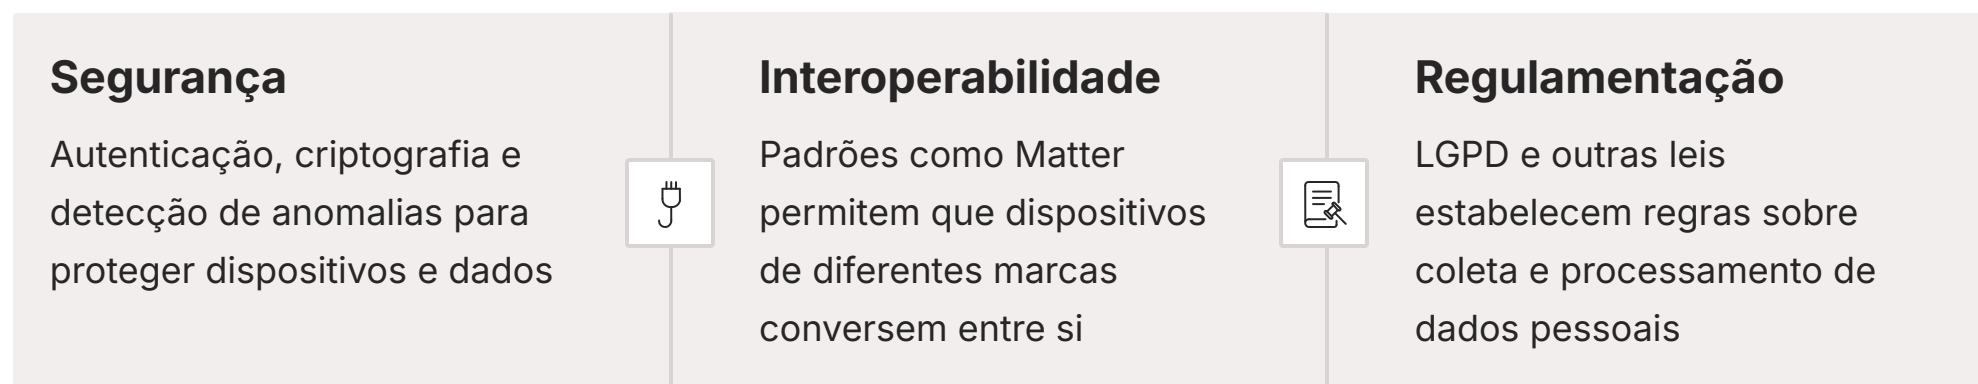 Segurança
Autenticação, criptografia e
detecção de anomalias para
proteger dispositivos e dados
Interoperabilidade
Padrões como Matter
permitem que dispositivos
de diferentes marcas
conversem entre si
Regulamentação
LGPD e outras leis
estabelecem regras sobre
coleta e processamento de
dados pessoais